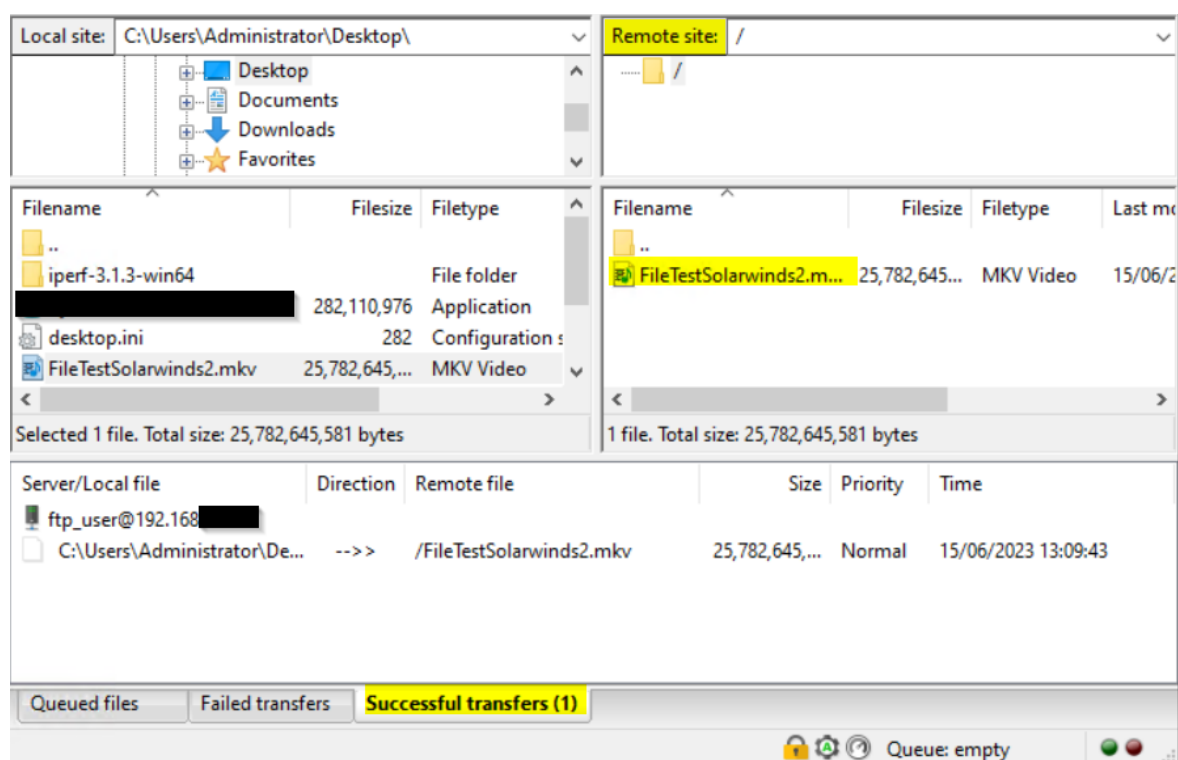 Local site: C:\Users\Administrator\Desktop\ Remote site: /
Desktop /
Documents
Downloads
Favorites
Filename Filesize Filetype Filename Filesize Filetype Last mo
.. ..
iperf-3.1.3-win64 File folder FileTestSolarwinds2.m... 25,782,645... MKV Video 15/06/2
282,110,976 Application
desktop.ini 282 Configuration s
FileTestSolarwinds2.mkv 25,782,645,... MKV Video
Selected 1 file. Total size: 25,782,645,581 bytes 1 file. Total size: 25,782,645,581 bytes
Server/Local file Direction Remote file Size Priority Time
ftp_user@192.168
C:\Users\Administrator\De... -->> /FileTestSolarwinds2.mkv 25,782,645,... Normal 15/06/2023 13:09:43
Queued files Failed transfers Successful transfers (1)
Queue: empty